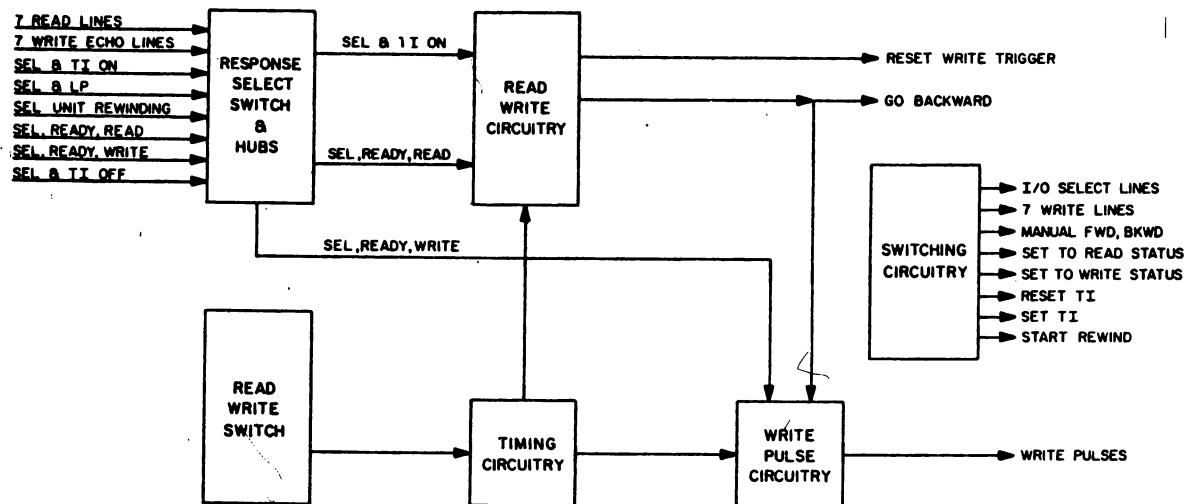 7 READ LINES
7 WRITE ECHO LINES
SEL & TI ON
SEL & LP
SEL UNIT REWINDING
SEL, READY, READ
SEL, READY, WRITE
SEL & TI OFF
RESPONSE
SELECT
SWITCH
&
HUBS
SEL & TI ON
SEL, READY, READ
SEL, READY, WRITE
READ
WRITE
CIRCUITRY
RESET WRITE TRIGGER
GO BACKWARD
SWITCHING
CIRCUITRY
I/O SELECT LINES
7 WRITE LINES
MANUAL FWD, BKWD
SET TO READ STATUS
SET TO WRITE STATUS
RESET TI
SET TI
START REWIND
READ
WRITE
SWITCH
TIMING
CIRCUITRY
WRITE
PULSE
CIRCUITRY
WRITE PULSES